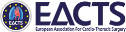 EACTS
European Association For Cardio-Thoracic Surgery